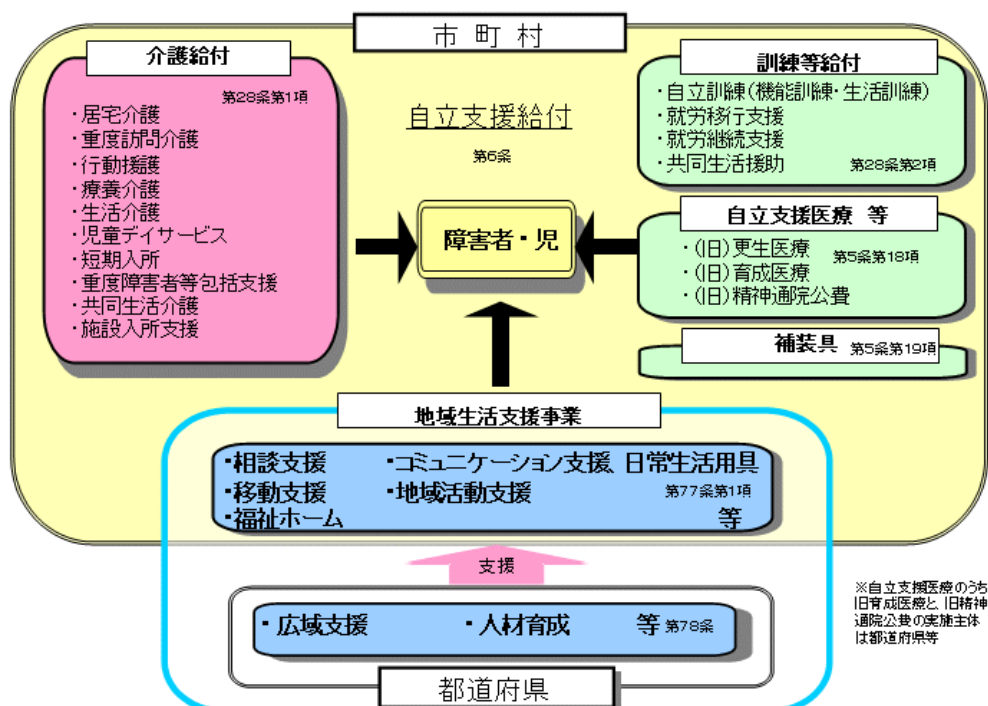 市町村
介護給付
第28条第1項
・居宅介護
・重度訪問介護
・行動援護
・療養介護
・生活介護
・児童デイサービス
・短期入所
・重度障害者等包括支援
・共同生活介護
・施設入所支援
自立支援給付
第6条
障害者・児
訓練等給付
・自立訓練（機能訓練・生活訓練）
・就労移行支援
・就労継続支援
・共同生活援助 第28条第2項
自立支援医療 等
・（旧）更生医療 第5条第18項
・（旧）育成医療
・（旧）精神通院公費
補装具 第5条第19項
地域生活支援事業
・相談支援 ・コミュニケーション支援、日常生活用具
・移動支援 ・地域活動支援 第77条第1項
・福祉ホーム 等
支援
・広域支援 ・人材育成 等 第78条
都道府県
※自立支援医療のうち
旧育成医療と、旧精神
通院公費の実施主体
は都道府県等